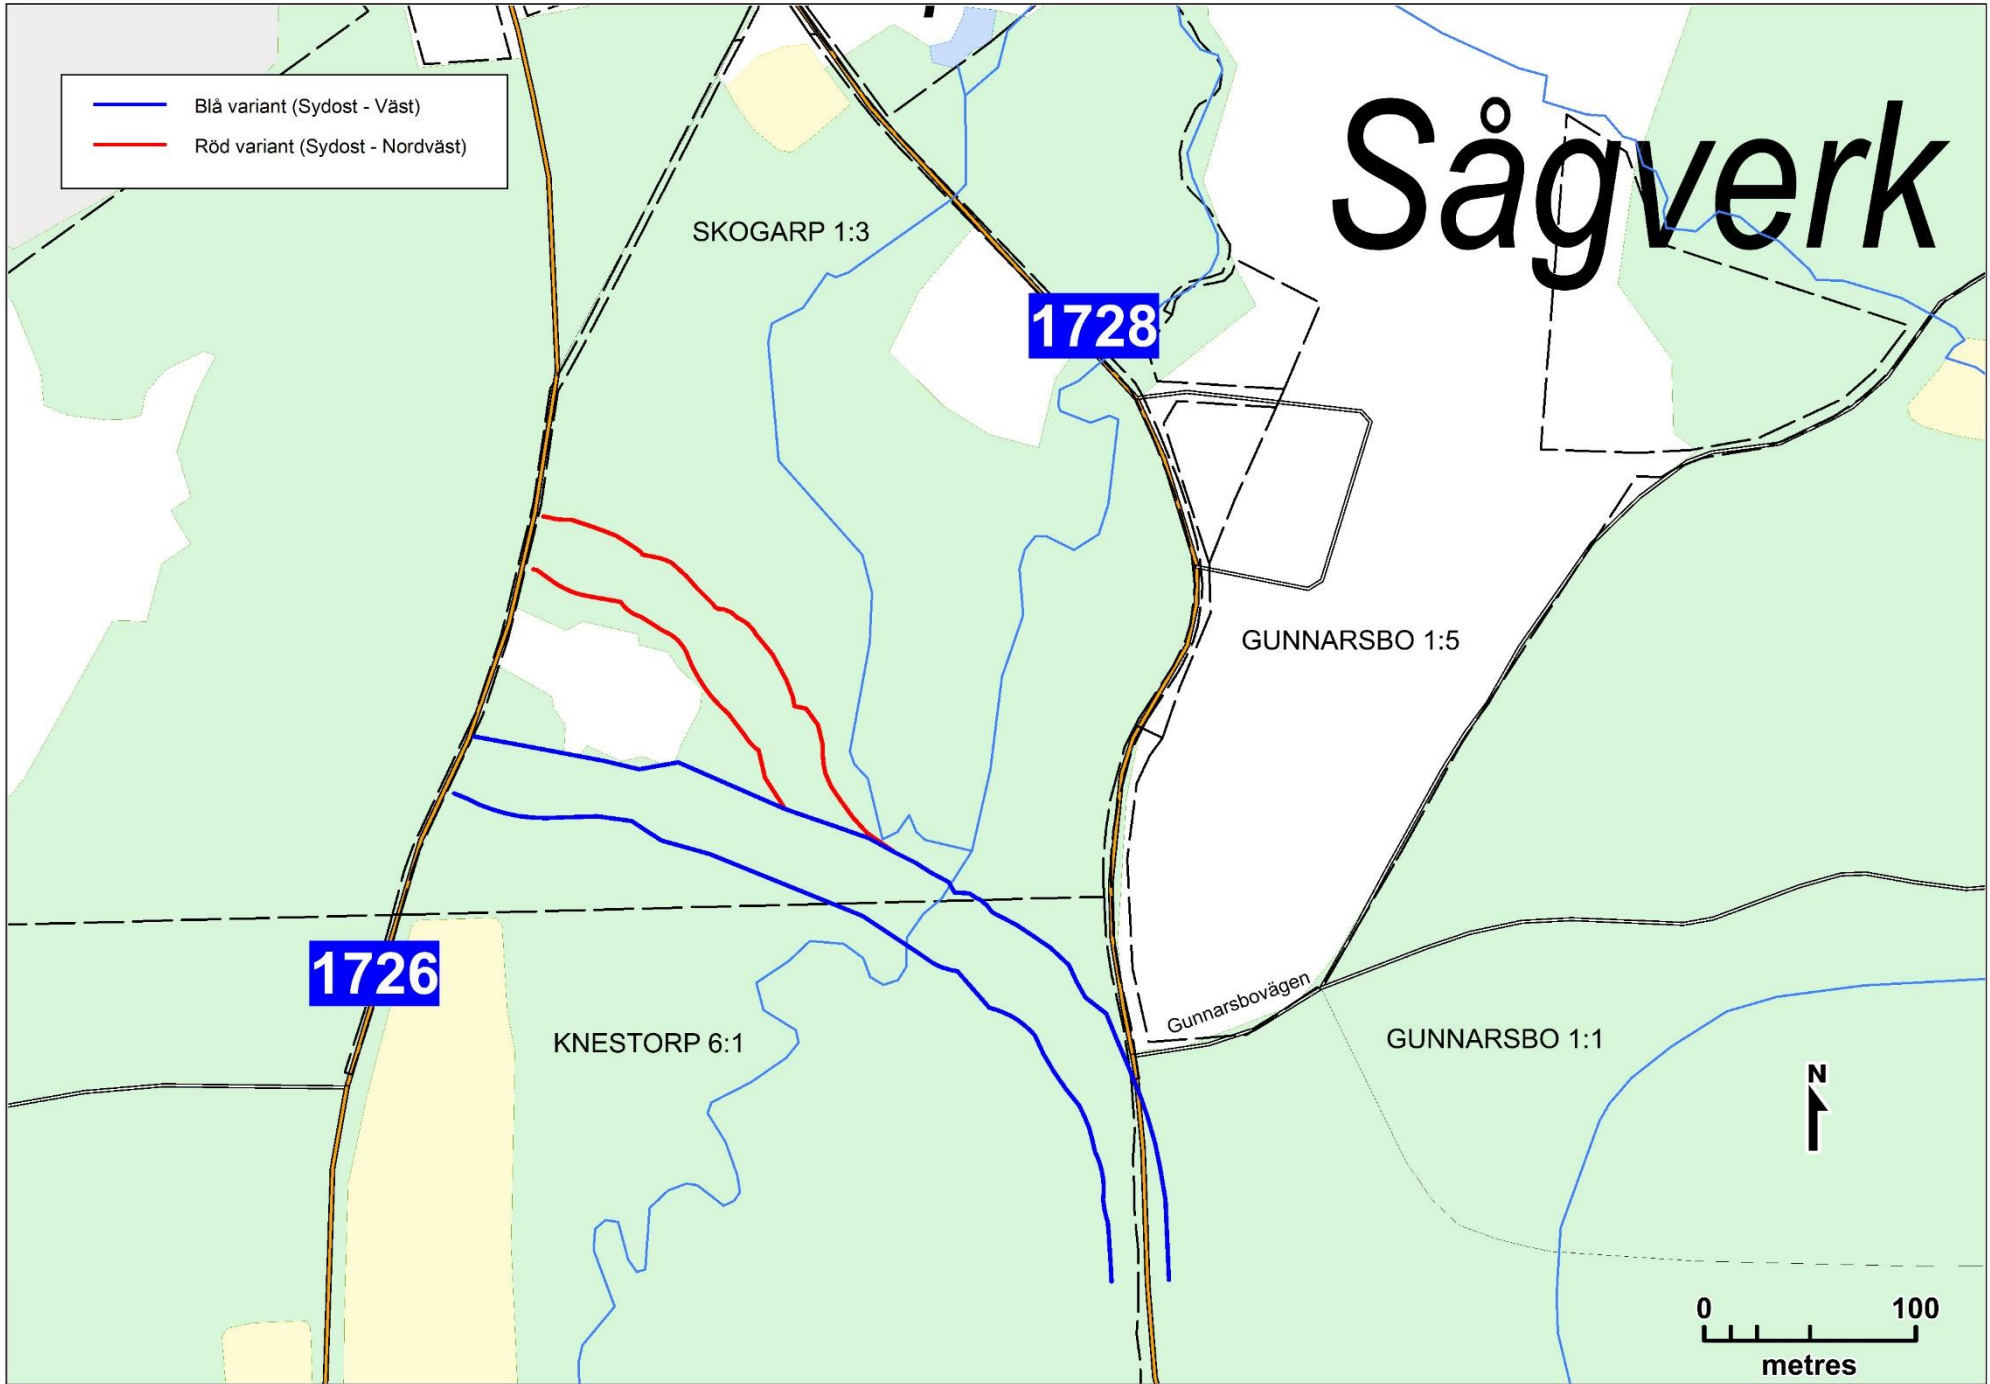 Blå variant (Sydost - Väst)
Röd variant (Sydost - Nordväst)
Sågverk
SKOGARP 1:3
1728
GUNNARSBO 1:5
1726
Gunnarsbovägen
KNESTORP 6:1
GUNNARSBO 1:1
N
0 100
metres